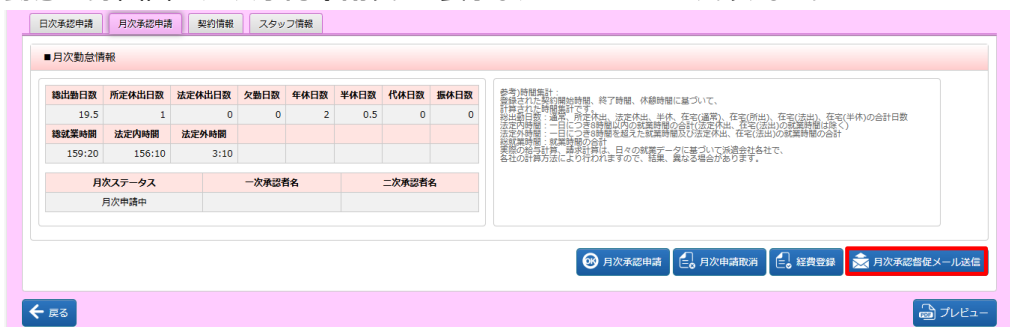 日次承認申請 月次承認申請 契約情報 スタッフ情報
■月次勤怠情報
総出勤日数 所定休出日数 法定休出日数 欠勤日数 年休日数 半休日数 代休日数 振休日数
19.5 1 0 0 2 0.5 0 0
総就業時間 法定内時間 法定外時間
159:20 156:10 3:10
月次ステータス 一次承認者名 二次承認者名
月次申請中
参考)時間集計:
登録された契約開始時間、終了時間、休憩時間に基づいて、
計算された時間集計です。
総出勤日数:通常、所定休出、法定休出、半休、在宅(通常)、在宅(所出)、在宅(法出)、在宅(半休)の合計日数
法定内時間:一日につき8時間以内の就業時間の合計(法定休出、在宅(法出)の就業時間は除く)
法定外時間:一日につき8時間を超えた就業時間及び法定休出、在宅(法出)の就業時間の合計
総就業時間:就業時間の合計
実際の給与計算、請求計算は、日々の就業データに基づいて派遣会社各社で、
各社の計算方法により行われますので、結果、異なる場合があります。
月次承認申請 月次申請取消 経費登録 月次承認督促メール送信
戻る プレビュー